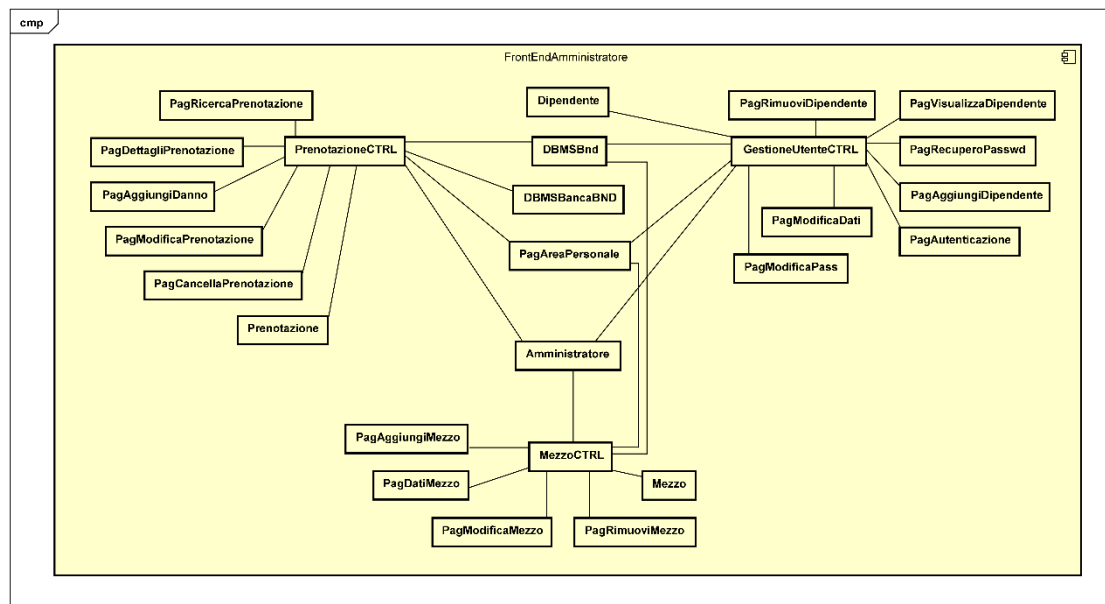 cmp
FrontEndAmministratore
PagRicercaPrenotazione
Dipendente
PagRimuoviDipendente
PagVisualizzaDipendente
PagDettagliPrenotazione
PrenotazioneCTRL
DBMSBnd
GestioneUtenteCTRL
PagRecuperoPasswd
PagAggiungiDanno
DBMSBancaBND
PagAggiungiDipendente
PagModificaDati
PagModificaPrenotazione
PagAreaPersonale
PagAutenticazione
PagModificaPass
PagCancellaPrenotazione
Prenotazione
Amministratore
PagAggiungiMezzo
MezzoCTRL
PagDatiMezzo
Mezzo
PagModificaMezzo
PagRimuoviMezzo